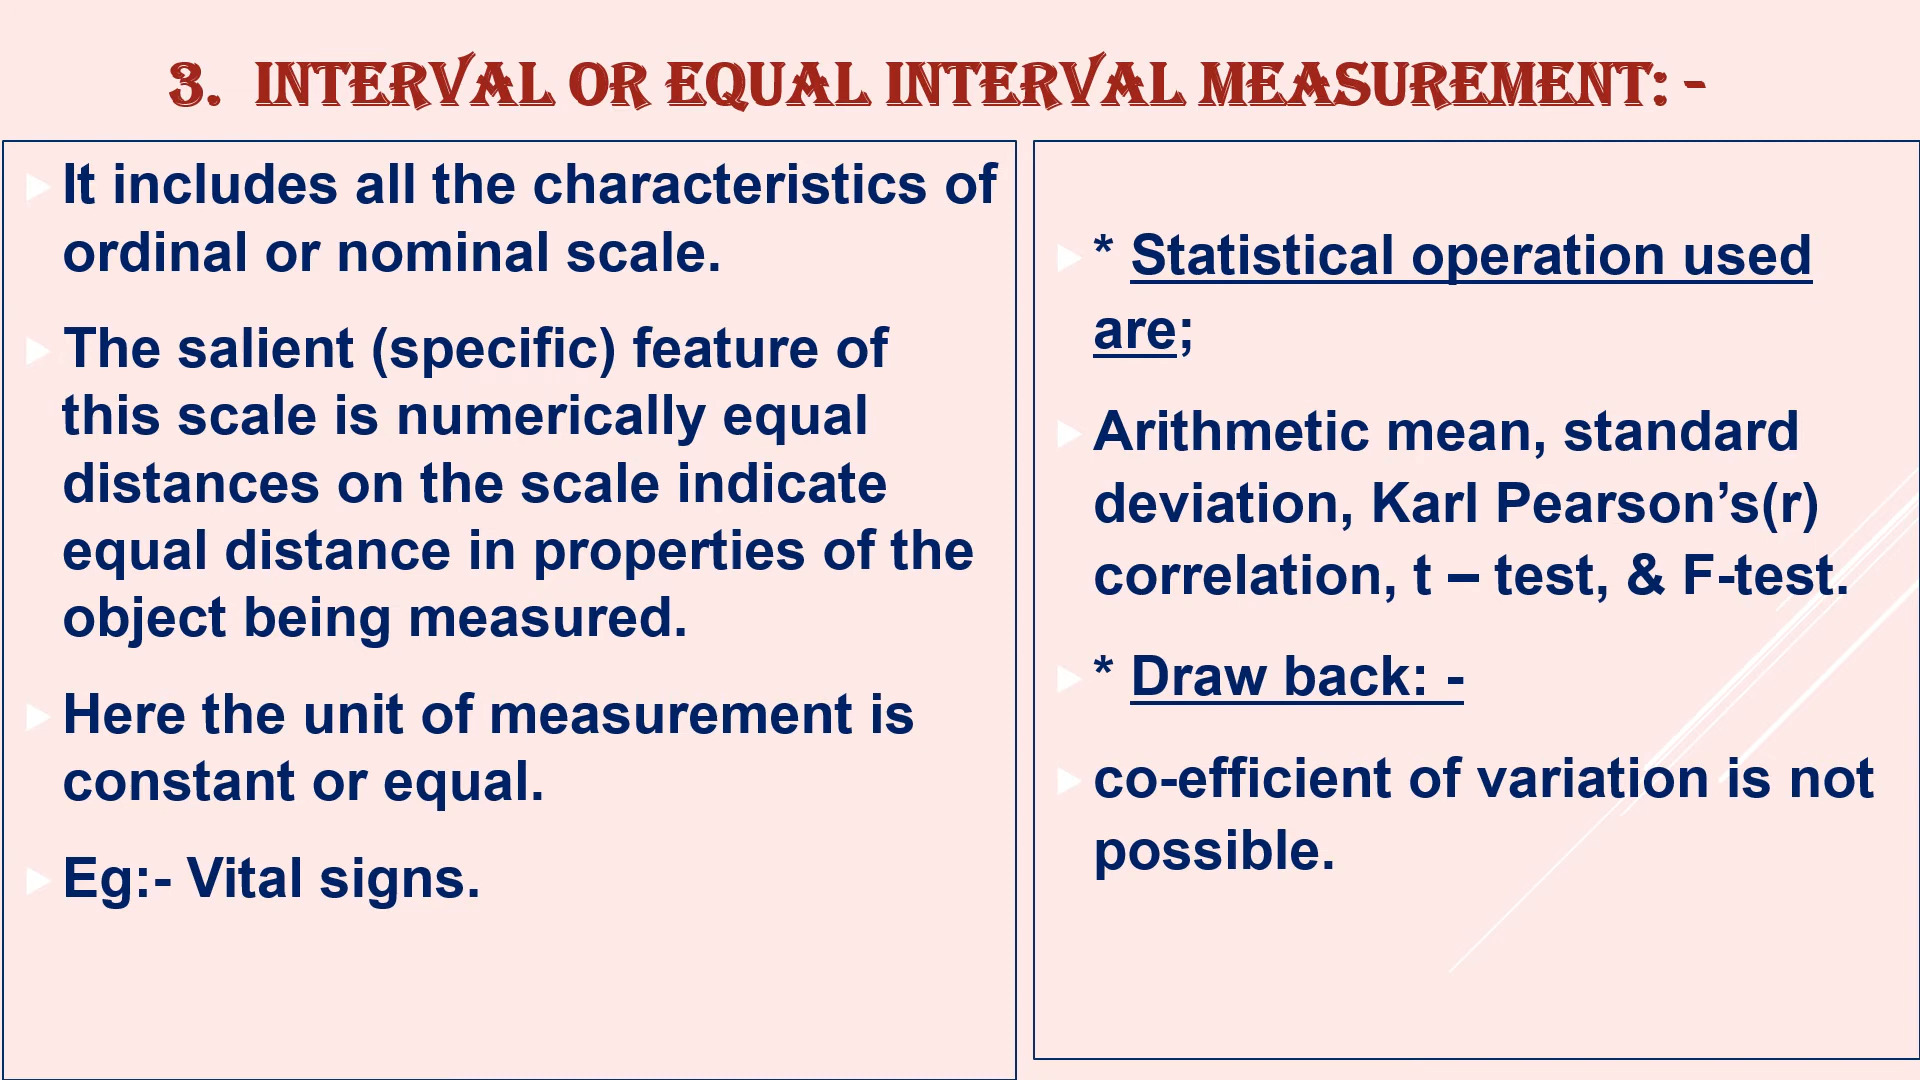 3. INTERVAL OR EQUAL INTERVAL MEASUREMENT: -
It includes all the characteristics of
ordinal or nominal scale.
The salient (specific) feature of
this scale is numerically equal
distances on the scale indicate
equal distance in properties of the
object being measured.
Here the unit of measurement is
constant or equal.
Eg:- Vital signs.
* Statistical operation used
are;
Arithmetic mean, standard
deviation, Karl Pearson’s(r)
correlation, t – test, & F-test.
* Draw back: -
co-efficient of variation is not
possible.